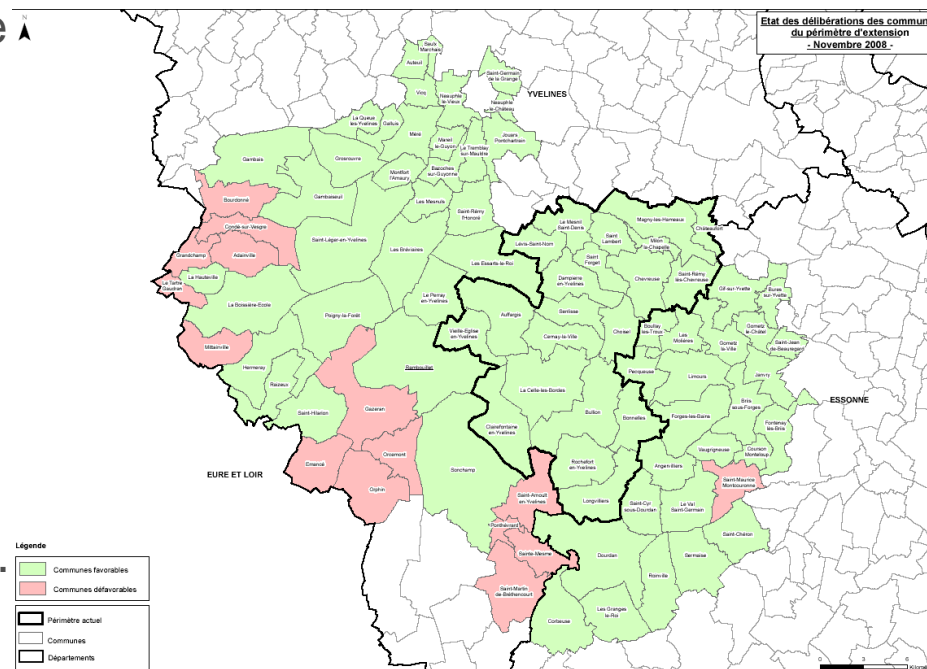 e
N
Etat des délibérations des commun
du périmètre d'extension
- Novembre 2008 -
YVELINES
ESSONNE
EURE ET LOIR
Saulx
Marchais
Auteuil
Saint-Germain
de la Grange
Vicq
Neauphle
le-Vieux
Neauphle
le-Château
La Queue
les-Yvelines
Galluis
Méré
Mareil
le-Guyon
Jouars
Pontchartrain
Le Tremblay
sur-Mauldre
Gambais
Grosrouvre
Montfort
l'Amaury
Bazoches
sur-Guyonne
Bourdonné
Gambaiseuil
Les Mesnuls
Saint-Rémy
l'Honoré
Condé-sur-Vesgre
Saint-Léger-en-Yvelines
Les Bréviaires
Grandchamp
Adainville
Les Essarts-le-Roi
Le Tartre
Gaudran
La Hauteville
La Boissière-Ecole
Le Perray
en-Yvelines
Poigny-la-Forêt
Mittainville
Rambouillet
Hermeray
Raizeux
Saint-Hilarion
Gazeran
Emancé
Orcemont
Orphin
Sonchamp
Lévis-Saint-Nom
Le Mesnil
Saint-Denis
Magny-les-Hameaux
Châteaufort
Saint
Lambert
Milon
la-Chapelle
Saint
Forget
Dampierre
en-Yvelines
Chevreuse
Saint-Rémy
lès-Chevreuse
Auffargis
Senlisse
Vieille-Eglise
en-Yvelines
Cernay-la-Ville
Choisel
La Celle-les-Bordes
Bullion
Bonnelles
Clairefontaine
en-Yvelines
Rochefort
en-Yvelines
Longvilliers
Saint-Arnoult
en-Yvelines
Ponthévrard
Sainte-Mesme
Saint-Martin
de-Bréthencourt
Gif-sur-Yvette
Bures
sur-Yvette
Boullay
les-Troux
Les
Molières
Gometz
le-Châtel
Gometz
la-Ville
Saint-Jean
de-Beauregard
Pecqueuse
Limours
Janvry
Briis
sous-Forges
Forges-les-Bains
Fontenay
lès-Briis
Vaugrigneuse
Courson
Monteloup
Angervilliers
Saint-Maurice
Montcouronne
Saint-Cyr
sous-Dourdan
Le Val
Saint-Germain
Saint-Chéron
Dourdan
Sermaise
Roinville
Corbreuse
Les Granges
le-Roi
Légende
Communes favorables
Communes défavorables
Périmètre actuel
Communes
Départements
0 3 6
Kilomè